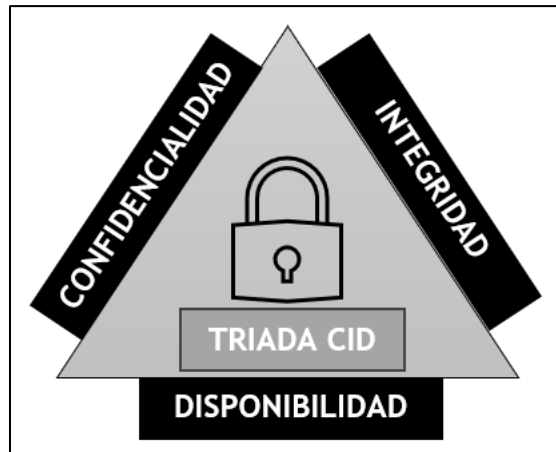 CONFIDENCIALIDAD
INTEGRIDAD
TRIADA CID
DISPONIBILIDAD